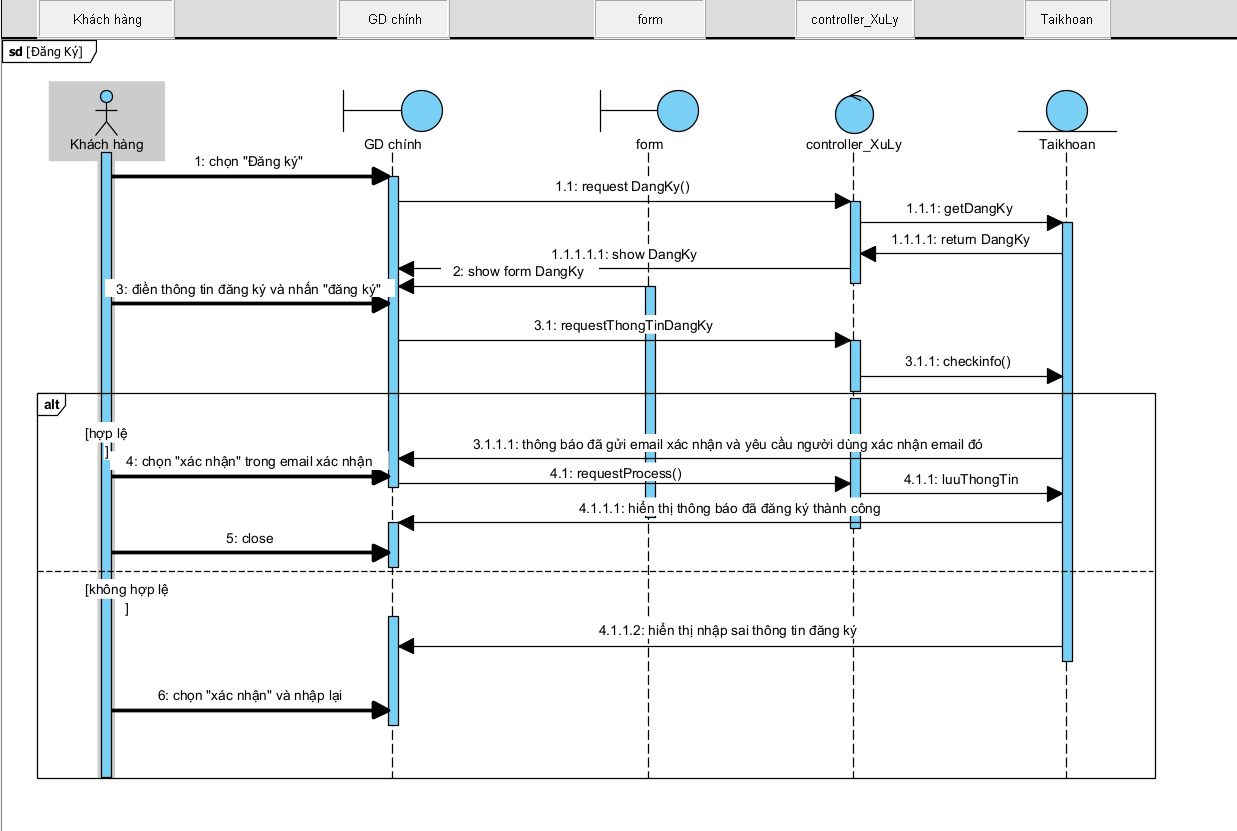 Khách hàng
GD chính
form
controller_XuLy
Taikhoan
sd [Đăng Ký]
Khách hàng
GD chính
form
controller_XuLy
Taikhoan
1: chọn "Đăng ký"
1.1: request DangKy()
1.1.1: getDangKy
1.1.1.1: return DangKy
1.1.1.1.1: show DangKy
2: show form DangKy
3: điền thông tin đăng ký và nhấn "đăng ký"
3.1: requestThongTinDangKy
3.1.1: checkinfo()
alt
[hợp lệ
]
3.1.1.1: thông báo đã gửi email xác nhận và yêu cầu người dùng xác nhận email đó
4: chọn "xác nhận" trong email xác nhận
4.1: requestProcess()
4.1.1: luuThongTin
4.1.1.1: hiển thị thông báo đã đăng ký thành công
5: close
[không hợp lệ
]
4.1.1.2: hiển thị nhập sai thông tin đăng ký
6: chọn "xác nhận" và nhập lại